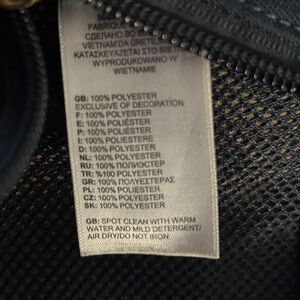 FABRIQUÉ
СДЕЛАНО ВО
VIETNAM'DA ÜRETİ
ΚΑΤΑΣΚΕΥΑΖΕΤΑΙ ΣΤΟ ΒΙΕΤ
WYPRODUKOWANO W
WIETNAMIE
GB: 100% POLYESTER
EXCLUSIVE OF DECORATION
F: 100% POLYESTER
E: 100% POLIÉSTER
P: 100% POLIÉSTER
I: 100% POLIESTERE
D: 100% POLYESTER
NL: 100% POLYESTER
RU: 100% ПОЛИЭСТЕР
TR: %100 POLYESTER
GR: 100% ΠΟΛΥΕΣΤΕΡΑΣ
PL: 100% POLIESTER
CZ: 100% POLYESTER
SK: 100% POLYESTER
GB: SPOT CLEAN WITH WARM
WATER AND MILD DETERGENT/
AIR DRY/DO NOT IRON